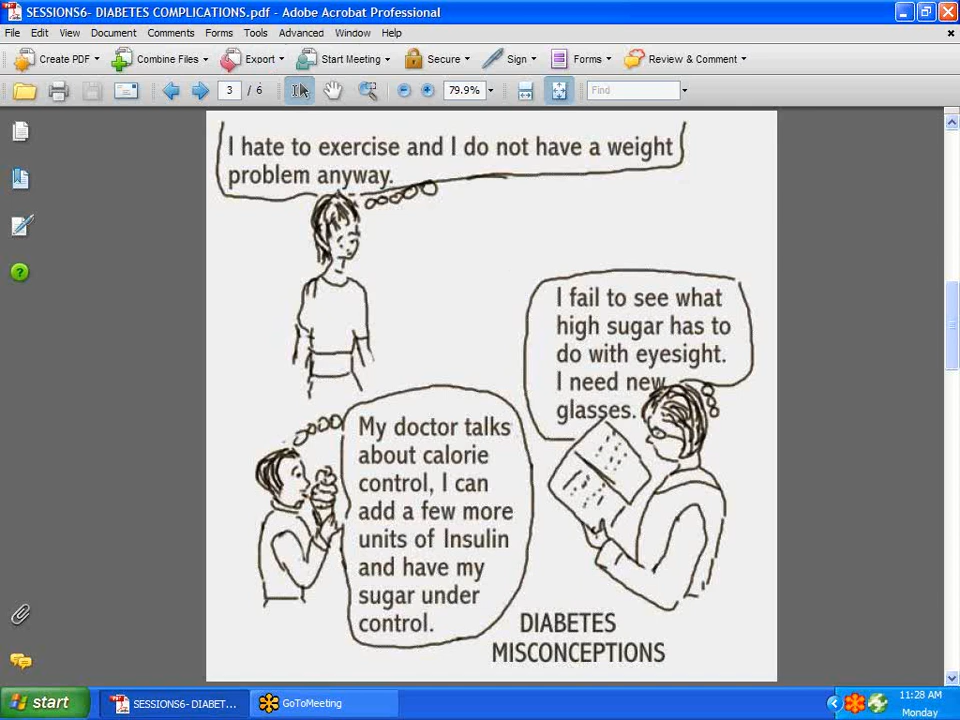 SESSIONS6- DIABETES COMPLICATIONS.pdf - Adobe Acrobat Professional
File Edit View Document Comments Forms Tools Advanced Window Help
Create PDF Combine Files Export Start Meeting Secure Sign Forms Review & Comment
3 / 6 79.9% Find
I hate to exercise and I do not have a weight
problem anyway.
I fail to see what
high sugar has to
do with eyesight.
I need new
glasses.
My doctor talks
about calorie
control, I can
add a few more
units of Insulin
and have my
sugar under
control.
DIABETES
MISCONCEPTIONS
start SESSIONS6- DIABET... GoToMeeting
11:28 AM
Monday